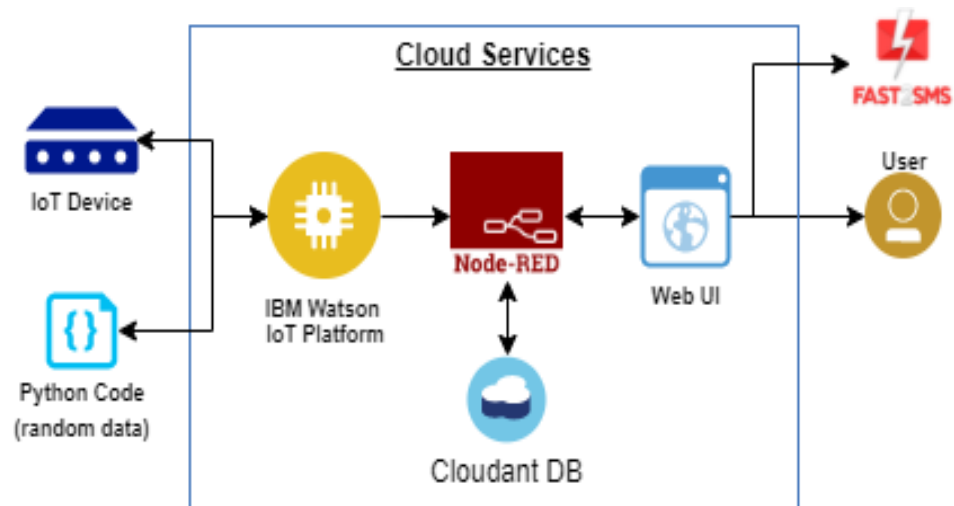 Cloud Services
FAST2SMS
IoT Device
User
Node-RED
Web UI
IBM Watson
IoT Platform
Python Code
(random data)
Cloudant DB